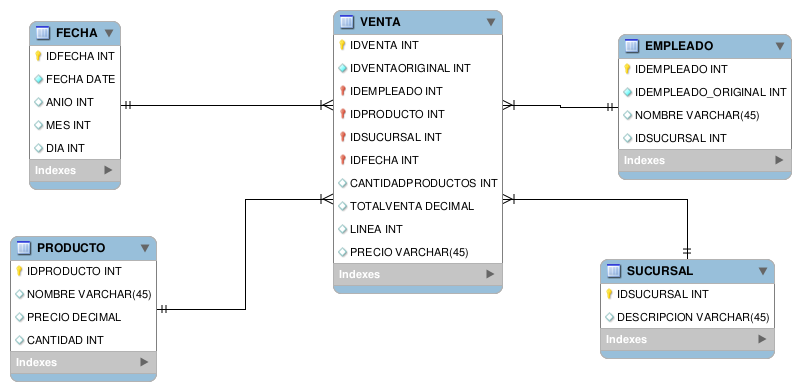 FECHA
IDFECHA INT
FECHA DATE
ANIO INT
MES INT
DIA INT
Indexes
VENTA
IDVENTA INT
IDVENTAORIGINAL INT
IDEMPLEADO INT
IDPRODUCTO INT
IDSUCURSAL INT
IDFECHA INT
CANTIDADPRODUCTOS INT
TOTALVENTA DECIMAL
LINEA INT
PRECIO VARCHAR(45)
Indexes
EMPLEADO
IDEMPLEADO INT
IDEMPLEADO_ORIGINAL INT
NOMBRE VARCHAR(45)
IDSUCURSAL INT
Indexes
PRODUCTO
IDPRODUCTO INT
NOMBRE VARCHAR(45)
PRECIO DECIMAL
CANTIDAD INT
Indexes
SUCURSAL
IDSUCURSAL INT
DESCRIPCION VARCHAR(45)
Indexes